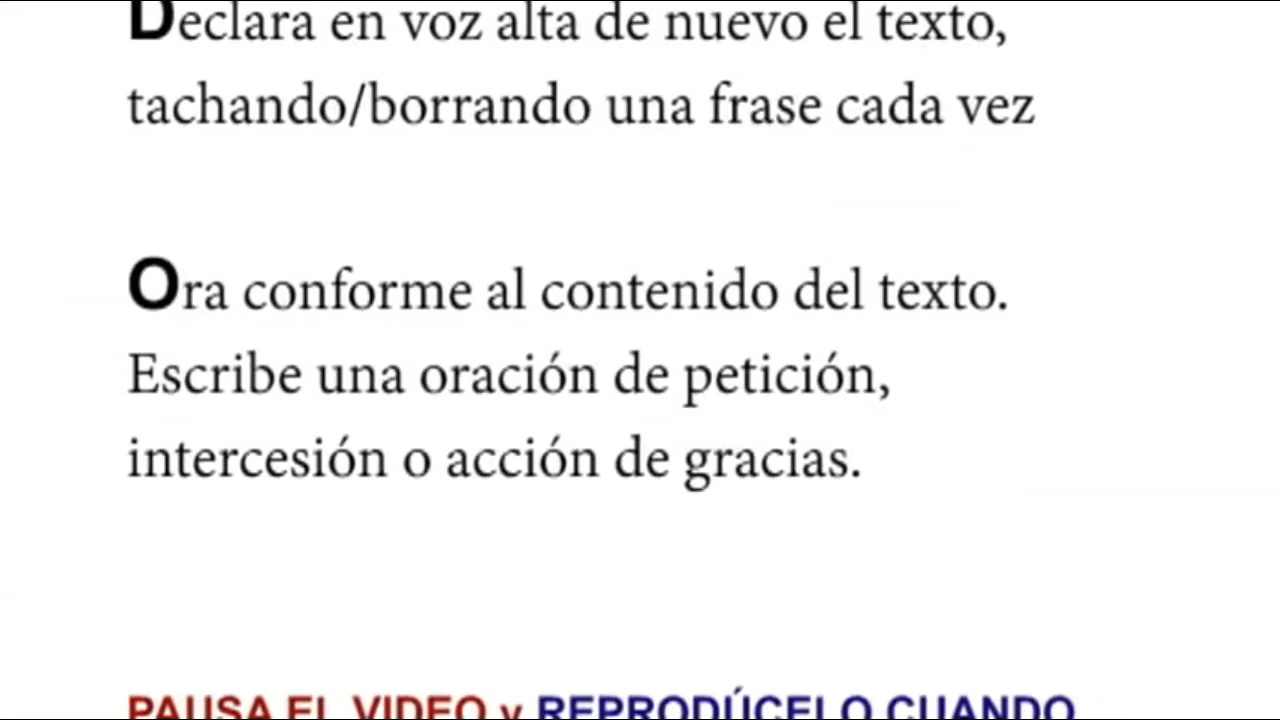 Declara en voz alta de nuevo el texto,
tachando/borrando una frase cada vez
Ora conforme al contenido del texto.
Escribe una oración de petición,
intercesión o acción de gracias.
PAUSA EL VIDEO y REPRODÚCELO CUANDO